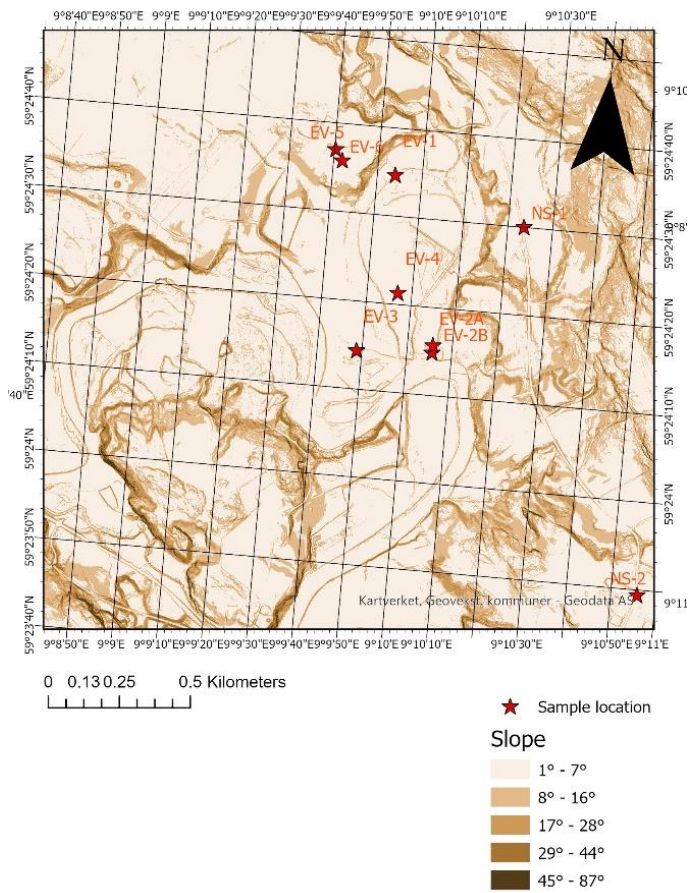 9°8'40"E 9°8'50"E 9°9'E 9°9'10"E 9°9'20"E 9°9'30"E 9°9'40"E 9°9'50"E 9°10'E 9°10'10"E 9°10'30"E
N
59°24'40"N
59°24'30"N
59°24'20"N
59°24'10"N
59°24'N
59°23'50"N
59°23'40"N
'40"E
EV-5
EV-6
EV-1
NS-1
EV-4
EV-3
EV-2A
EV-2B
NS-2
Kartverket, Geovekst, kommuner - Geodata AS
9°10
59°24'40"N
9°8'
59°24'30"N
59°24'20"N
59°24'10"N
59°24'N
59°23'50"N
9°11
9°8'50"E 9°9'E 9°9'10"E 9°9'20"E 9°9'30"E 9°9'40"E 9°9'50"E 9°10'E 9°10'10"E 9°10'30"E 9°10'50"E 9°11'E
0 0.13 0.25 0.5 Kilometers
Sample location
Slope
1° - 7°
8° - 16°
17° - 28°
29° - 44°
45° - 87°